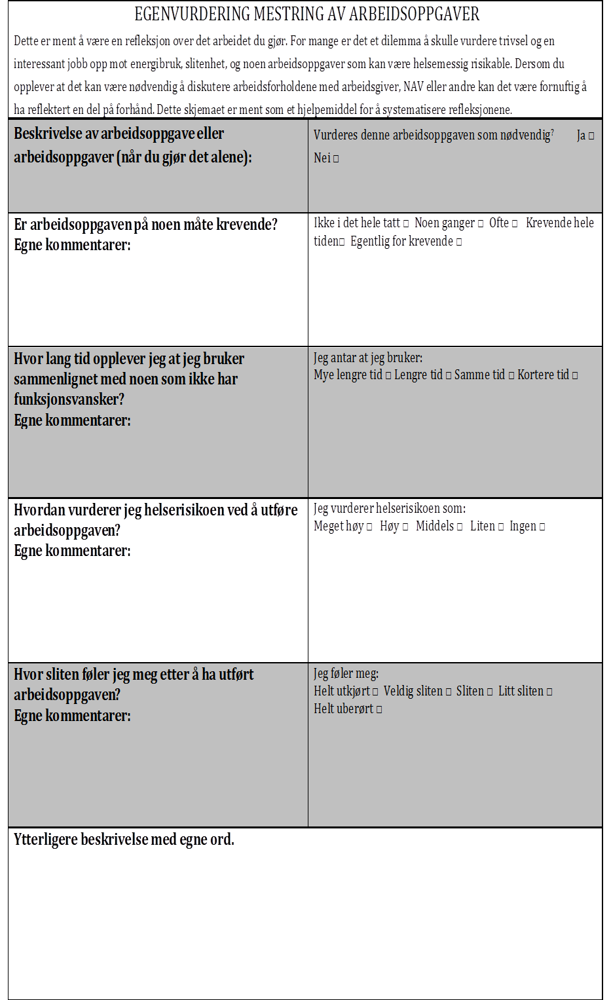 EGENVURDERING MESTRING AV ARBEIDSOPPGAVER
Dette er ment å være en refleksjon over det arbeidet du gjør. For mange er det et dilemma å skulle vurdere trivsel og en
interessant jobb opp mot energibruk, slitenhet, og noen arbeidsoppgaver som kan være helsemessig risikable. Dersom du
opplever at det kan være nødvendig å diskutere arbeidsforholdene med arbeidsgiver, NAV eller andre kan det være fornuftig å
ha reflektert en del på forhånd. Dette skjemaet er ment som et hjelpemiddel for å systematisere refleksjonene.
Beskrivelse av arbeidsoppgave eller
arbeidsoppgaver (når du gjør det alene):
Vurderes denne arbeidsoppgaven som nødvendig? Ja □
Nei □
Er arbeidsoppgaven på noen måte krevende?
Egne kommentarer:
Ikke i det hele tatt □ Noen ganger □ Ofte □ Krevende hele
tiden□ Egentlig for krevende □
Hvor lang tid opplever jeg at jeg bruker
sammenlignet med noen som ikke har
funksjonsvansker?
Egne kommentarer:
Jeg antar at jeg bruker:
Mye lengre tid □ Lengre tid □ Samme tid □ Kortere tid □
Hvordan vurderer jeg helserisikoen ved å utføre
arbeidsoppgaven?
Egne kommentarer:
Jeg vurderer helserisikoen som:
Meget høy □ Høy □ Middels □ Liten □ Ingen □
Hvor sliten føler jeg meg etter å ha utført
arbeidsoppgaven?
Egne kommentarer:
Jeg føler meg:
Helt utkjørt □ Veldig sliten □ Sliten □ Litt sliten □
Helt uberørt □
Ytterligere beskrivelse med egne ord.